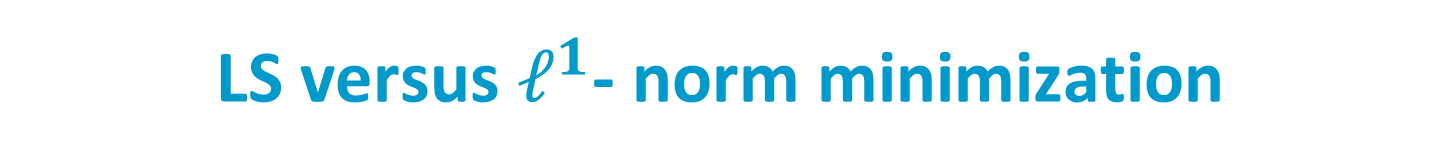 LS versus ℓ¹- norm minimization